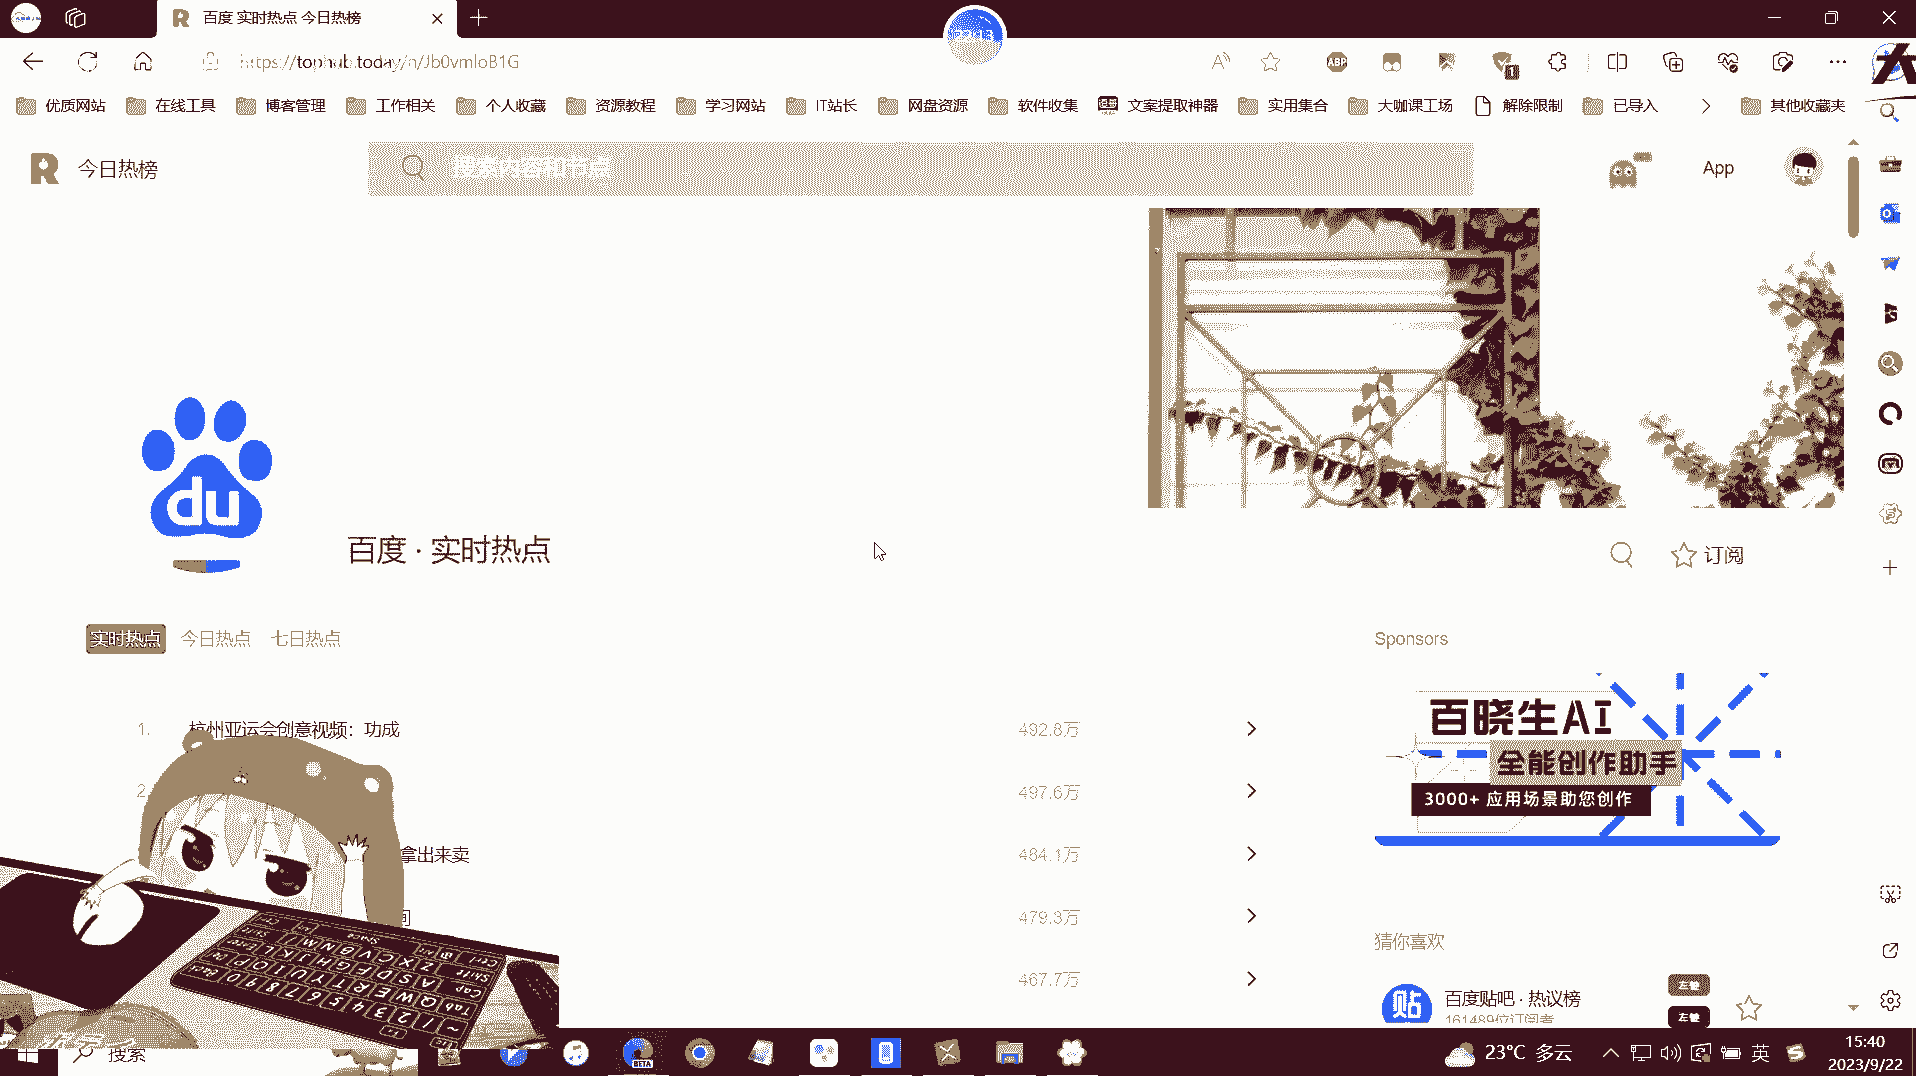 百度 实时热点 今日热榜
https://tophub.today/n/Jb0vmloB1G
ABP
1
优质网站 在线工具 博客管理 工作相关 个人收藏 资源教程 学习网站 IT站长 网盘资源 软件收集 文案提取神器 实用集合 大咖课工场 解除限制 已导入 其他收藏夹
今日热榜
搜索内容和节点
App
du
百度 · 实时热点
订阅
实时热点 今日热点 七日热点
Sponsors
1. 杭州亚运会创意视频：功成 492.8万
百晓生AI
全能创作助手
3000+ 应用场景助您创作
2. 497.6万
拿出来卖 484.1万
间 479.3万
467.7万
猜你喜欢
贴
百度贴吧 · 热议榜
161489位订阅者
左键
左键
搜索
BETA
23°C 多云
英
15:40
2023/9/22